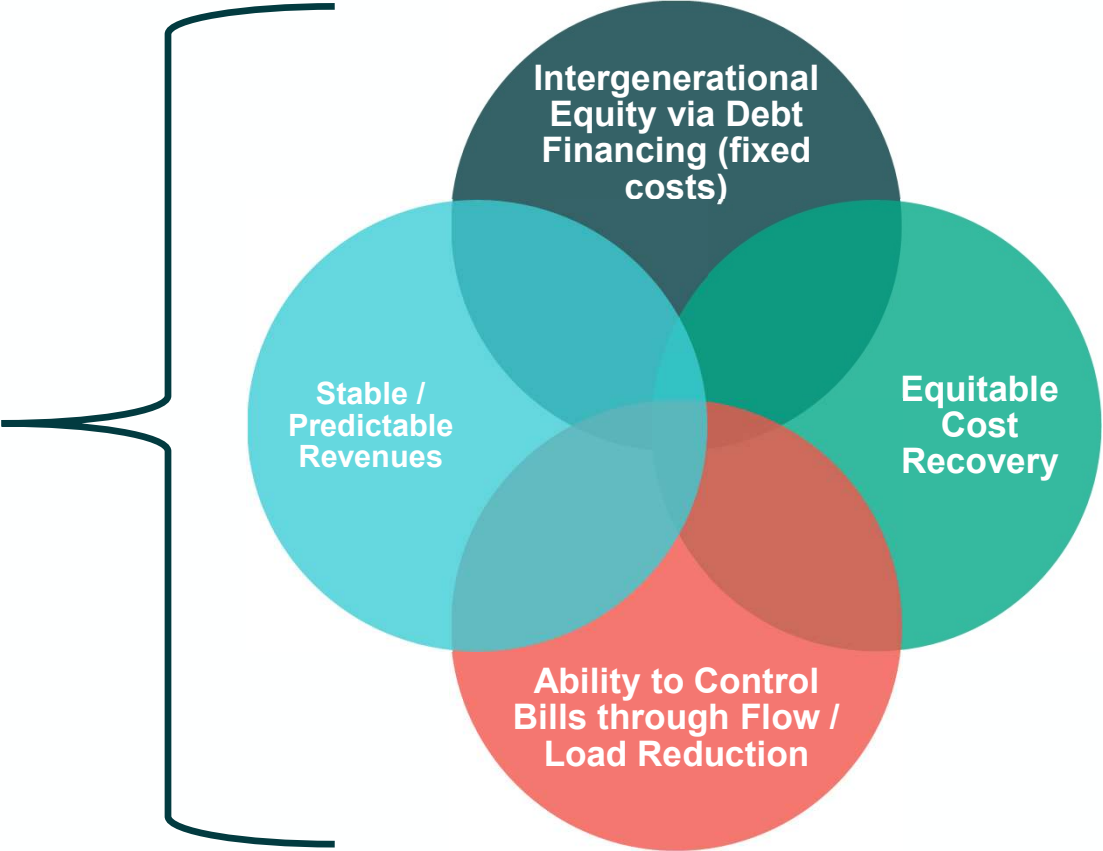 Intergenerational
Equity via Debt
Financing (fixed
costs)
Stable /
Predictable
Revenues
Equitable
Cost
Recovery
Ability to Control
Bills through Flow /
Load Reduction